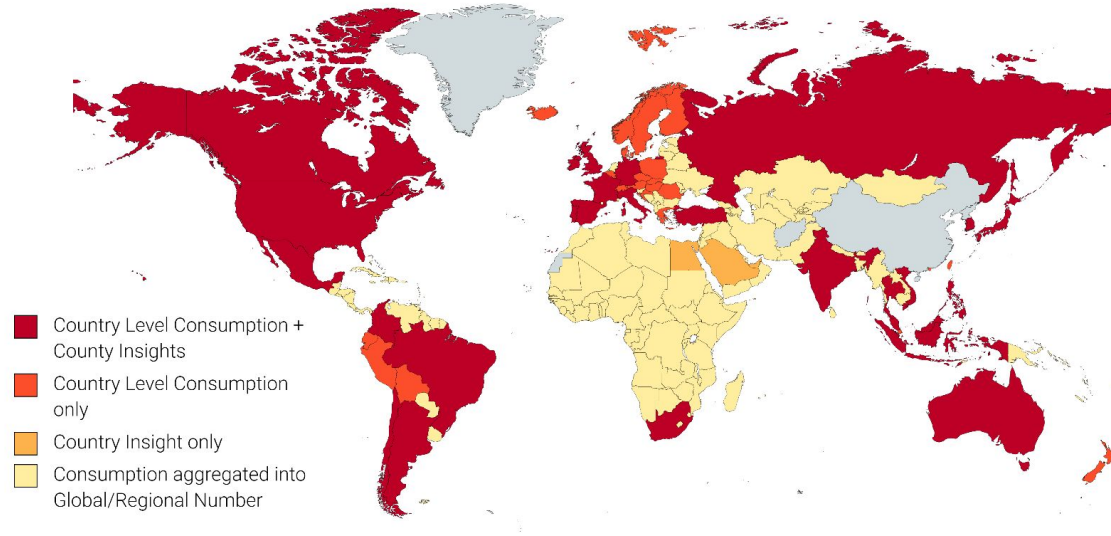 Country Level Consumption +
County Insights
Country Level Consumption
only
Country Insight only
Consumption aggregated into
Global/Regional Number